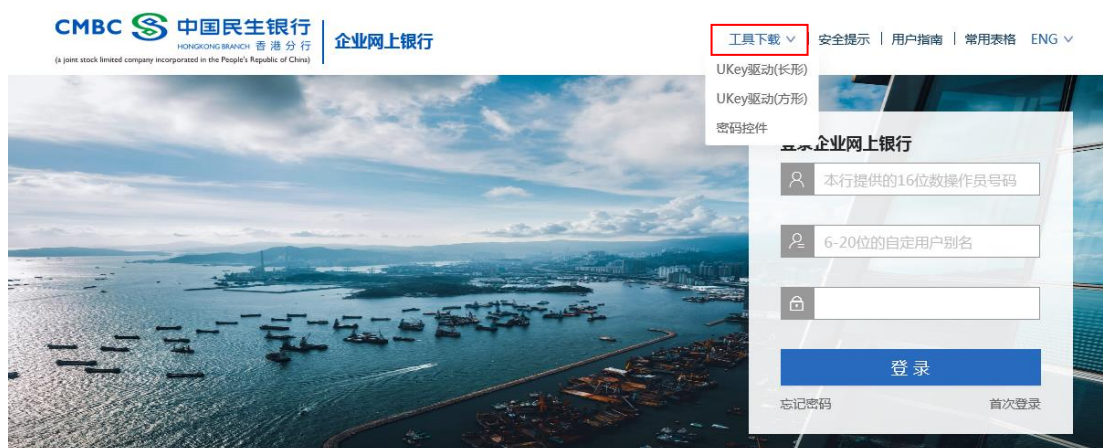 CMBC 中国民生银行
HONGKONG BRANCH 香港分行
(a joint stock limited company incorporated in the People's Republic of China)
企业网上银行
工具下载 安全提示 用户指南 常用表格 ENG
UKey驱动(长形)
UKey驱动(方形)
密码控件
登录企业网上银行
本行提供的16位数操作员号码
6-20位的自定用户别名
登 录
忘记密码 首次登录